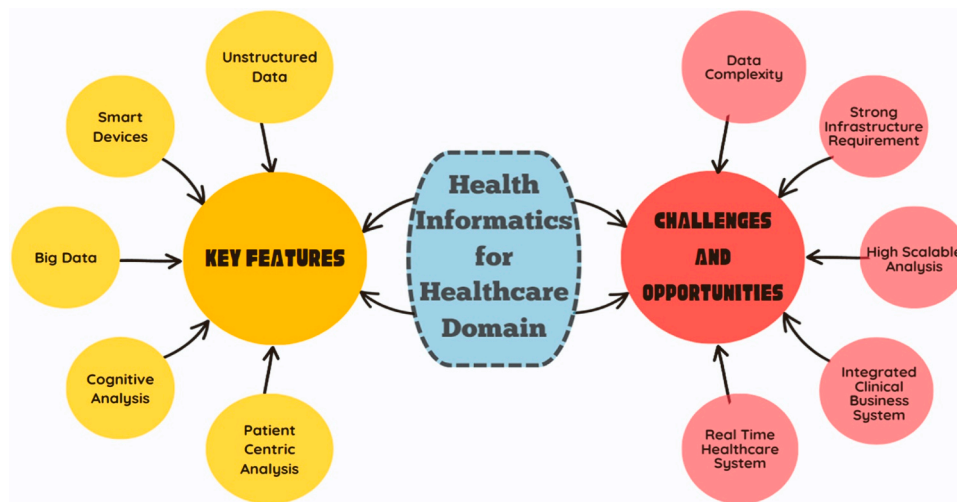 Unstructured
Data
Smart
Devices
Big Data
Cognitive
Analysis
Patient
Centric
Analysis
KEY FEATURES
Health
Informatics
for
Healthcare
Domain
CHALLENGES
AND
OPPORTUNITIES
Data
Complexity
Strong
Infrastructure
Requirement
High Scalable
Analysis
Integrated
Clinical
Business
System
Real Time
Healthcare
System